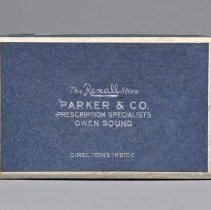 The Rexall Store
PARKER & CO.
PRESCRIPTION SPECIALISTS
OWEN SOUND
DIRECTIONS INSIDE